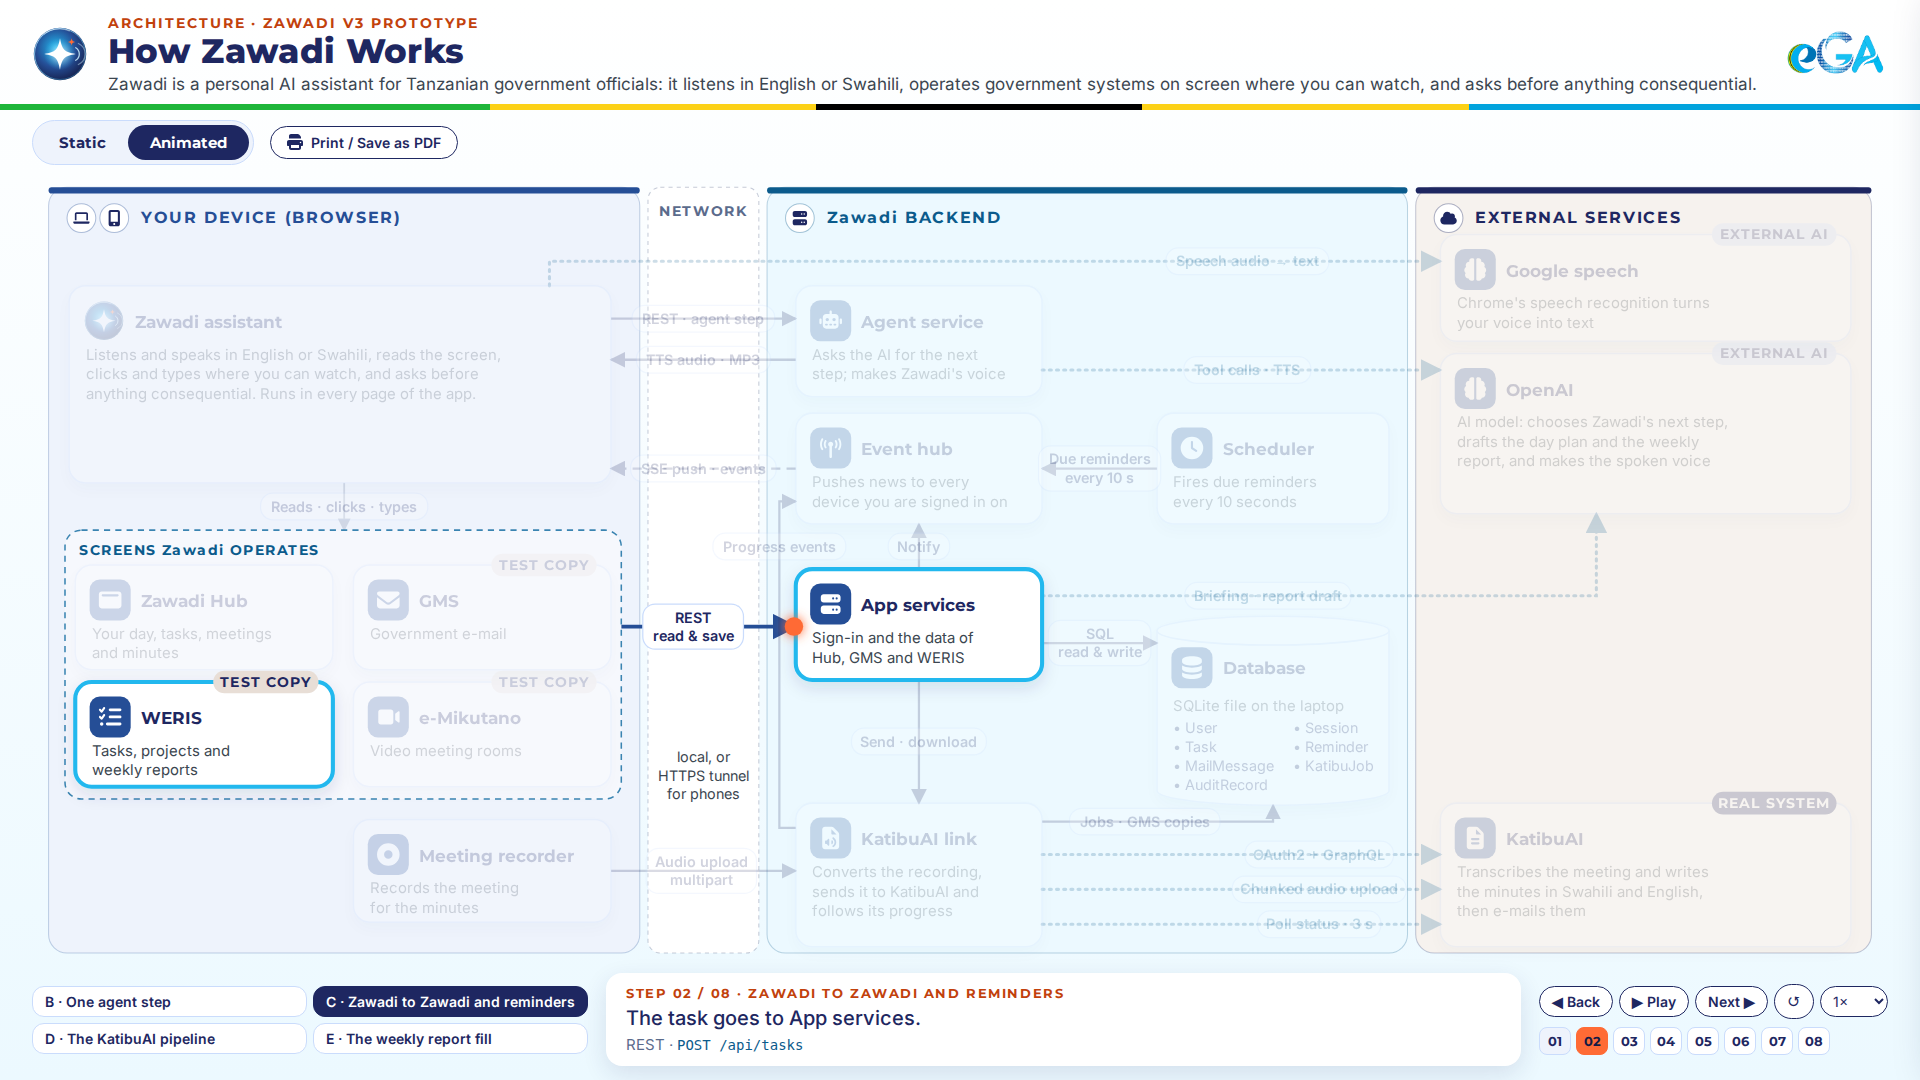 ARCHITECTURE · ZAWADI V3 PROTOTYPE
How Zawadi Works
Zawadi is a personal AI assistant for Tanzanian government officials: it listens in English or Swahili, operates government systems on screen where you can watch, and asks before anything consequential.
eGA
Static
Animated
Print / Save as PDF
YOUR DEVICE (BROWSER)
NETWORK
Zawadi BACKEND
EXTERNAL SERVICES
Speech audio → text
EXTERNAL AI
Google speech
Chrome's speech recognition turns
your voice into text
Zawadi assistant
Listens and speaks in English or Swahili, reads the screen,
clicks and types where you can watch, and asks before
anything consequential. Runs in every page of the app.
REST · agent step
TTS audio · MP3
Agent service
Asks the AI for the next
step; makes Zawadi's voice
Tool calls · TTS
EXTERNAL AI
OpenAI
AI model: chooses Zawadi's next step,
drafts the day plan and the weekly
report, and makes the spoken voice
SSE push · events
Event hub
Pushes news to every
device you are signed in on
Due reminders
every 10 s
Scheduler
Fires due reminders
every 10 seconds
Reads · clicks · types
Progress events
Notify
SCREENS Zawadi OPERATES
Zawadi Hub
Your day, tasks, meetings
and minutes
TEST COPY
GMS
Government e-mail
REST
read & save
App services
Sign-in and the data of
Hub, GMS and WERIS
Briefing · report draft
SQL
read & write
Database
SQLite file on the laptop
• User
• Session
• Task
• Reminder
• MailMessage
• KatibuJob
• AuditRecord
TEST COPY
WERIS
Tasks, projects and
weekly reports
TEST COPY
e-Mikutano
Video meeting rooms
local, or
HTTPS tunnel
for phones
Send · download
Meeting recorder
Records the meeting
for the minutes
Audio upload
multipart
KatibuAI link
Converts the recording,
sends it to KatibuAI and
follows its progress
Jobs · GMS copies
OAuth2 + GraphQL
Chunked audio upload
Poll status · 3 s
REAL SYSTEM
KatibuAI
Transcribes the meeting and writes
the minutes in Swahili and English,
then e-mails them
B · One agent step
C · Zawadi to Zawadi and reminders
D · The KatibuAI pipeline
E · The weekly report fill
STEP 02 / 08 · ZAWADI TO ZAWADI AND REMINDERS
The task goes to App services.
REST · POST /api/tasks
◀ Back
▶ Play
Next ▶
↺
1×
01 02 03 04 05 06 07 08